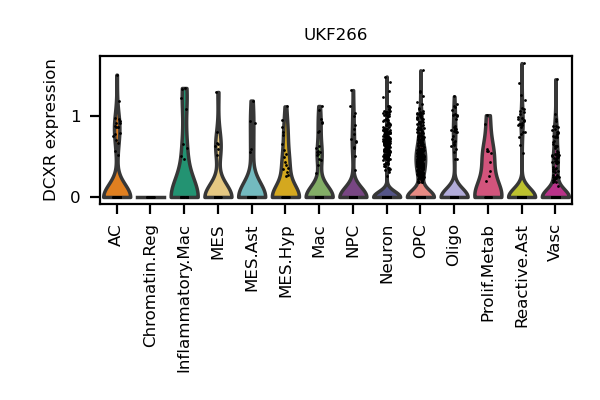 UKF266
DCXR expression
1
0
AC
Chromatin.Reg
Inflammatory.Mac
MES
MES.Ast
MES.Hyp
Mac
NPC
Neuron
OPC
Oligo
Prolif.Metab
Reactive.Ast
Vasc